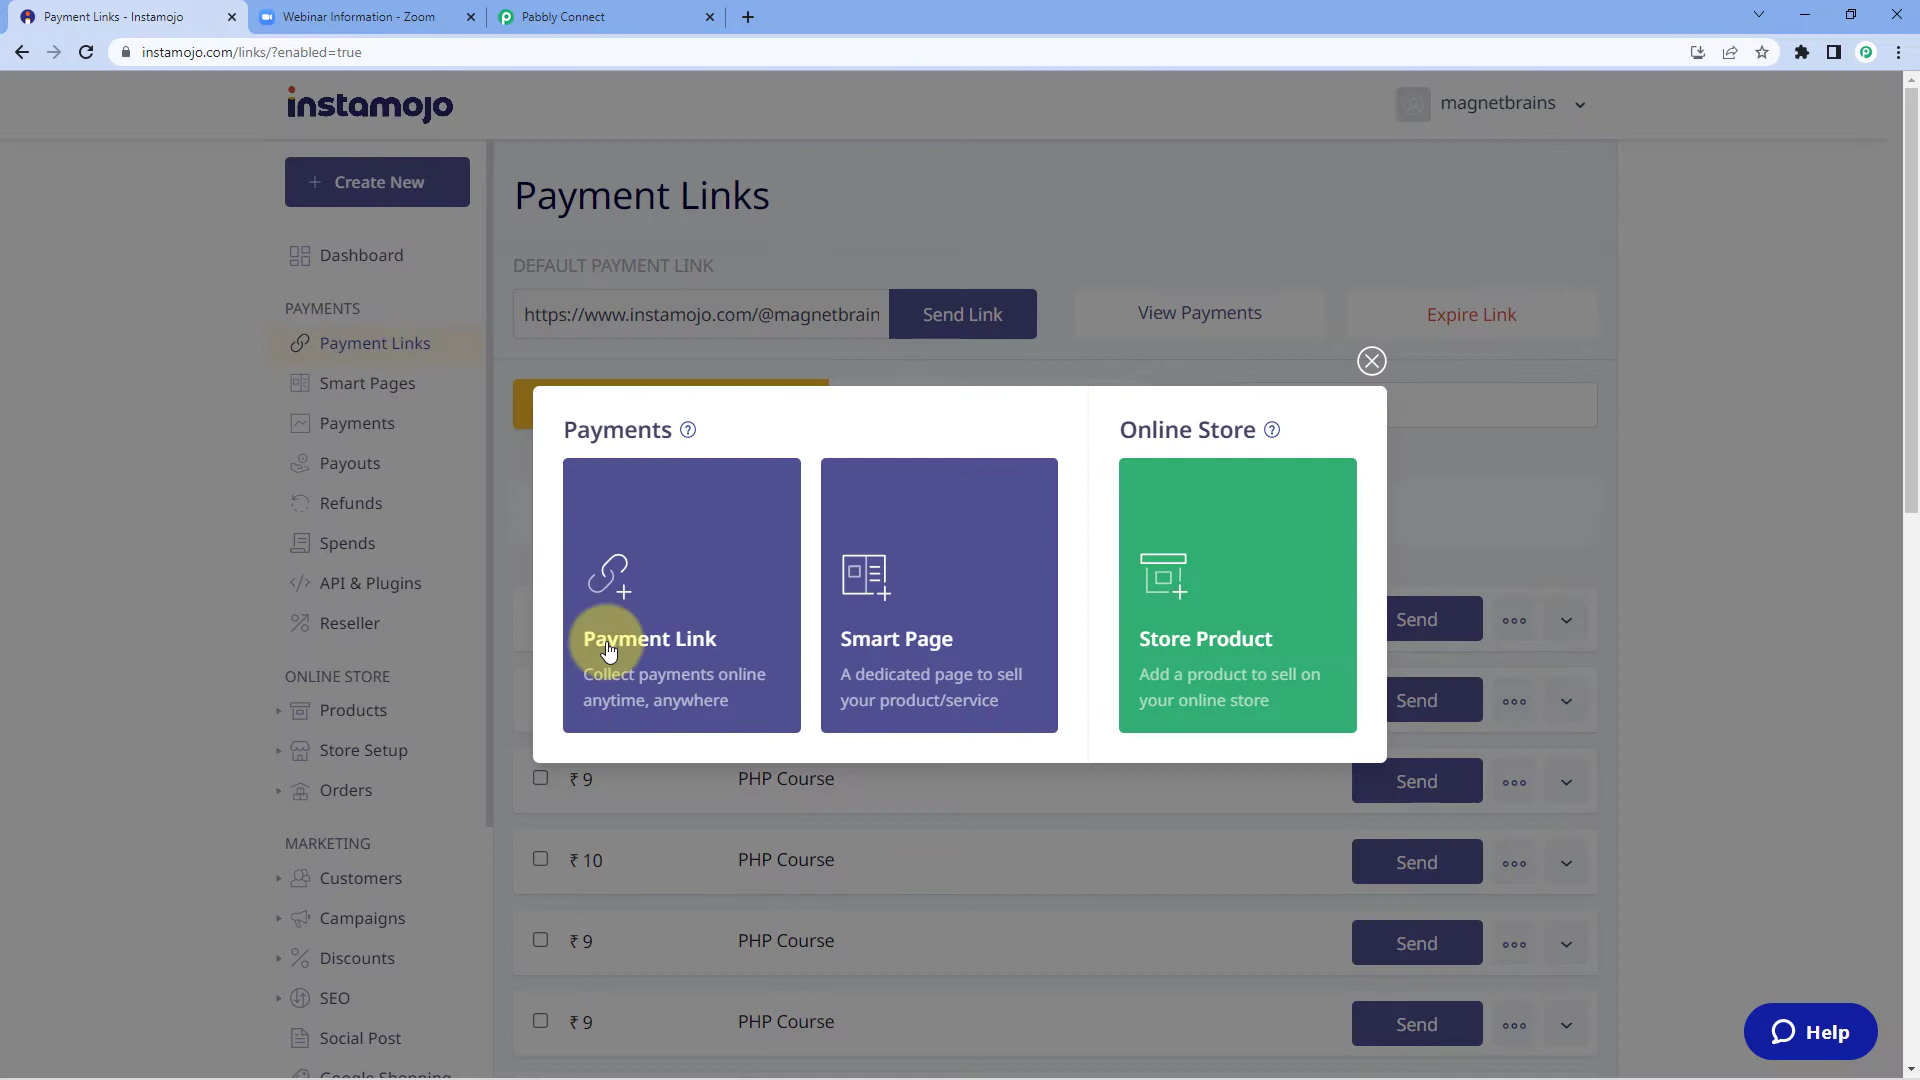 Payment Links - Instamojo
Webinar Information - Zoom
Pabbly Connect
instamojo.com/links/?enabled=true
instamojo
magnetbrains
+ Create New
Dashboard
PAYMENTS
Payment Links
Smart Pages
Payments
Payouts
Refunds
Spends
API & Plugins
Reseller
ONLINE STORE
Products
Store Setup
Orders
MARKETING
Customers
Campaigns
Discounts
SEO
Social Post
Google Shopping
Payment Links
DEFAULT PAYMENT LINK
https://www.instamojo.com/@magnetbrain
Send Link
View Payments
Expire Link
Payments ?
Online Store ?
Payment Link
Collect payments online
anytime, anywhere
Smart Page
A dedicated page to sell
your product/service
Store Product
Add a product to sell on
your online store
Send
Send
₹ 9 PHP Course Send
₹ 10 PHP Course Send
₹ 9 PHP Course Send
₹ 9 PHP Course Send
Help